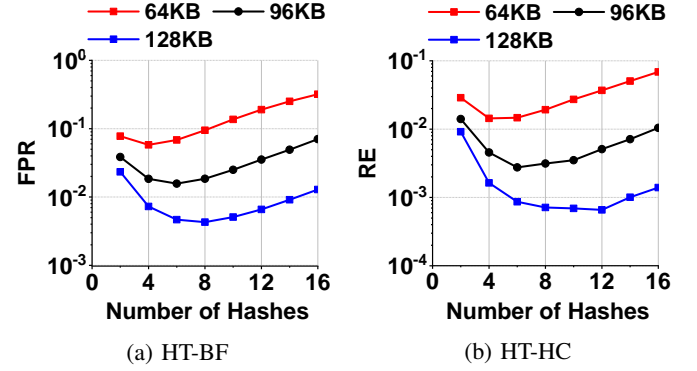 64KB 96KB
128KB
10^0
10^-1
10^-2
10^-3
FPR
0 4 8 12 16
Number of Hashes
(a) HT-BF
64KB 96KB
128KB
10^-1
10^-2
10^-3
10^-4
RE
0 4 8 12 16
Number of Hashes
(b) HT-HC